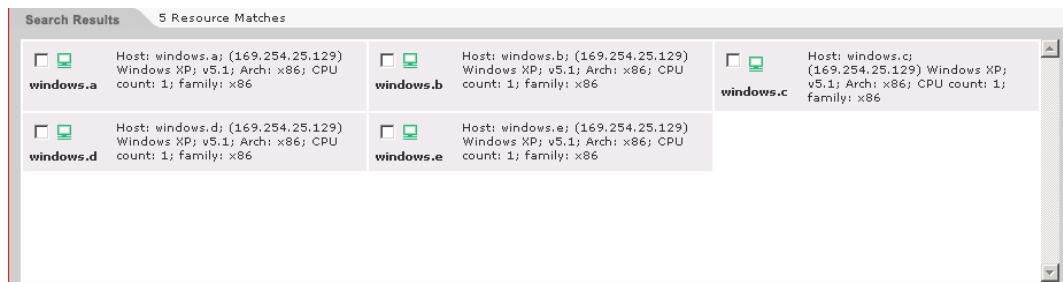 Search Results
5 Resource Matches
windows.a
Host: windows.a; (169.254.25.129)
Windows XP; v5.1; Arch: x86; CPU
count: 1; family: x86
windows.b
Host: windows.b; (169.254.25.129)
Windows XP; v5.1; Arch: x86; CPU
count: 1; family: x86
windows.c
Host: windows.c;
(169.254.25.129) Windows XP;
v5.1; Arch: x86; CPU count: 1;
family: x86
windows.d
Host: windows.d; (169.254.25.129)
Windows XP; v5.1; Arch: x86; CPU
count: 1; family: x86
windows.e
Host: windows.e; (169.254.25.129)
Windows XP; v5.1; Arch: x86; CPU
count: 1; family: x86